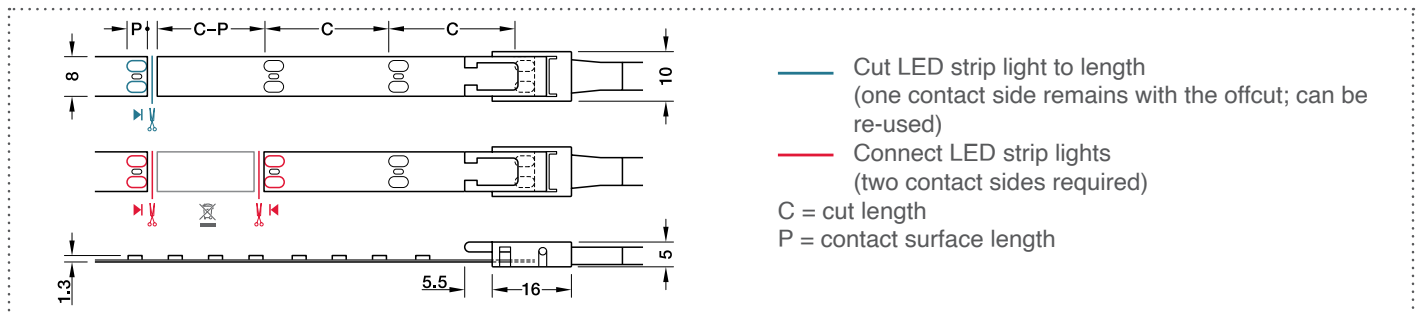 P C–P C C
8
10
Cut LED strip light to length
(one contact side remains with the offcut; can be
re-used)
Connect LED strip lights
(two contact sides required)
C = cut length
P = contact surface length
1.3
5.5
16
5